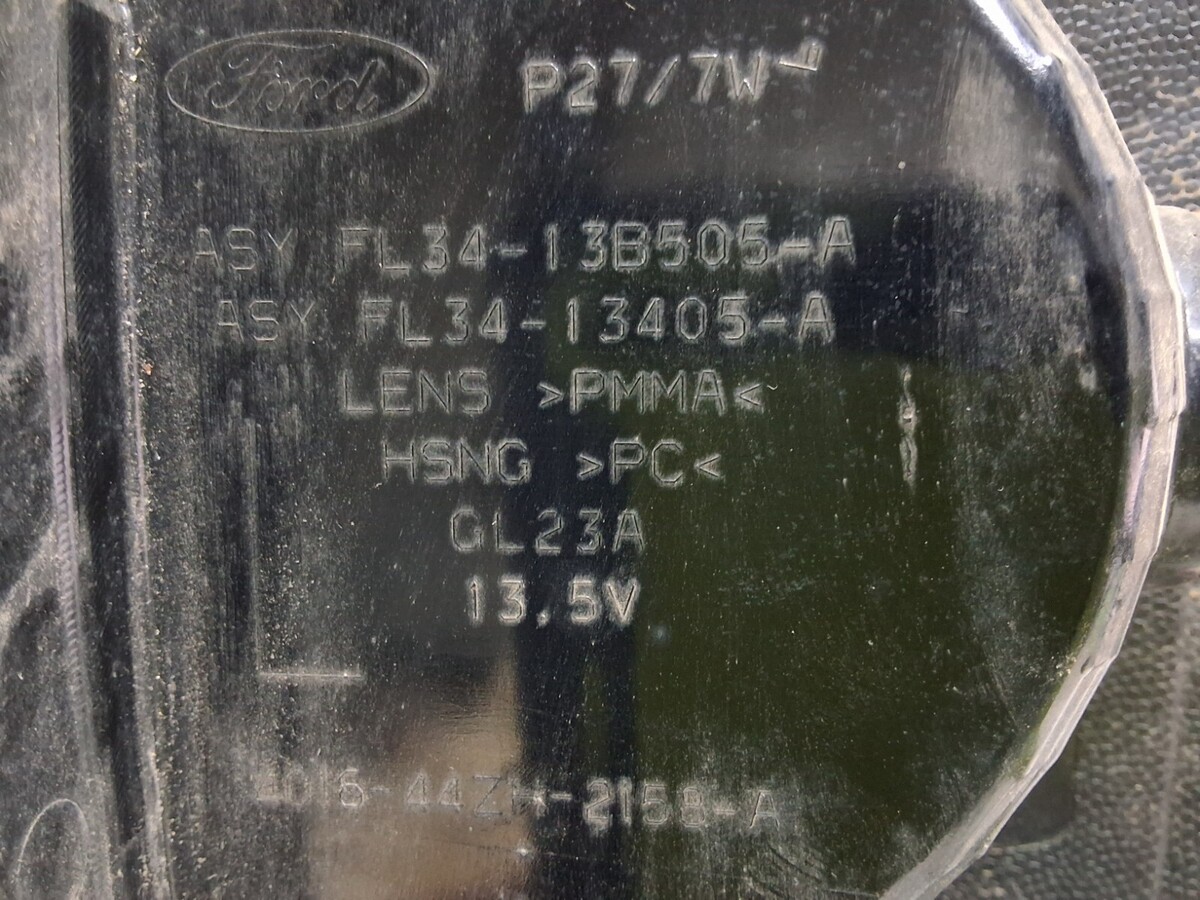 Ford
P27/7W
ASY FL34-13B505-A
ASY FL34-13405-A
LENS >PMMA<
HSNG >PC<
GL23A
13,5V